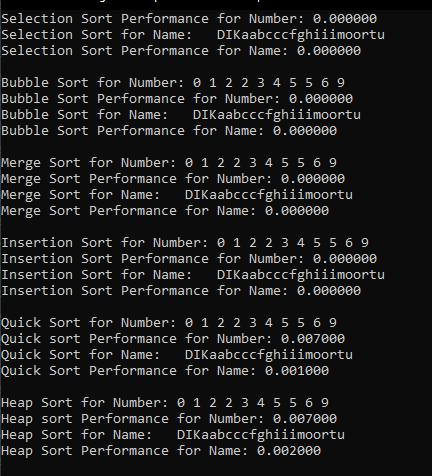 Selection Sort Performance for Number: 0.000000
Selection Sort for Name:   DIKaabcccfghiiimoortu
Selection Sort Performance for Name: 0.000000
Bubble Sort for Number: 0 1 2 2 3 4 5 5 6 9
Bubble Sort Performance for Number: 0.000000
Bubble Sort for Name:   DIKaabcccfghiiimoortu
Bubble Sort Performance for Name: 0.000000
Merge Sort for Number: 0 1 2 2 3 4 5 5 6 9
Merge Sort Performance for Number: 0.000000
Merge Sort for Name:   DIKaabcccfghiiimoortu
Merge Sort Performance for Name: 0.000000
Insertion Sort for Number: 0 1 2 2 3 4 5 5 6 9
Insertion Sort Performance for Number: 0.000000
Insertion Sort for Name:   DIKaabcccfghiiimoortu
Insertion Sort Performance for Name: 0.000000
Quick Sort for Number: 0 1 2 2 3 4 5 5 6 9
Quick sort Performance for Number: 0.007000
Quick Sort for Name:   DIKaabcccfghiiimoortu
Quick Sort Performance for Name: 0.001000
Heap Sort for Number: 0 1 2 2 3 4 5 5 6 9
Heap sort Performance for Number: 0.007000
Heap Sort for Name:   DIKaabcccfghiiimoortu
Heap Sort Performance for Name: 0.002000